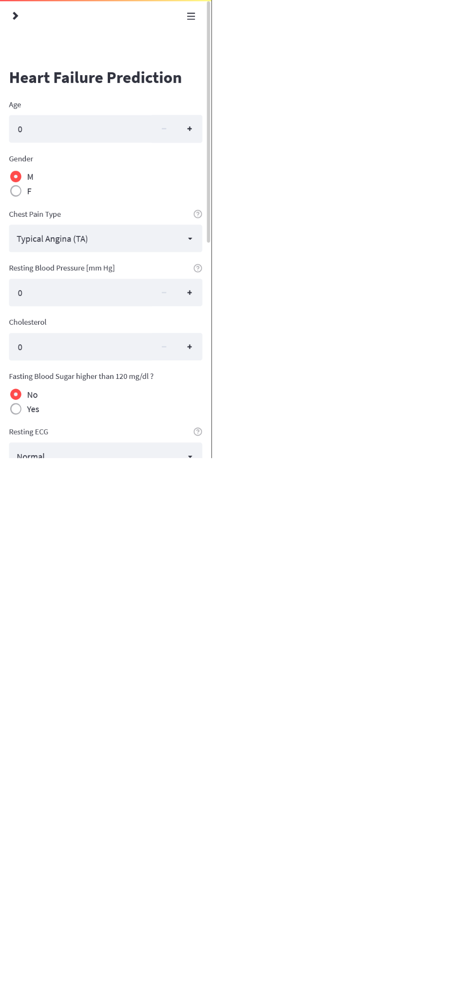 Heart Failure Prediction
Age
0
Gender
M
F
Chest Pain Type
Typical Angina (TA)
Resting Blood Pressure [mm Hg]
0
Cholesterol
0
Fasting Blood Sugar higher than 120 mg/dl ?
No
Yes
Resting ECG
Normal